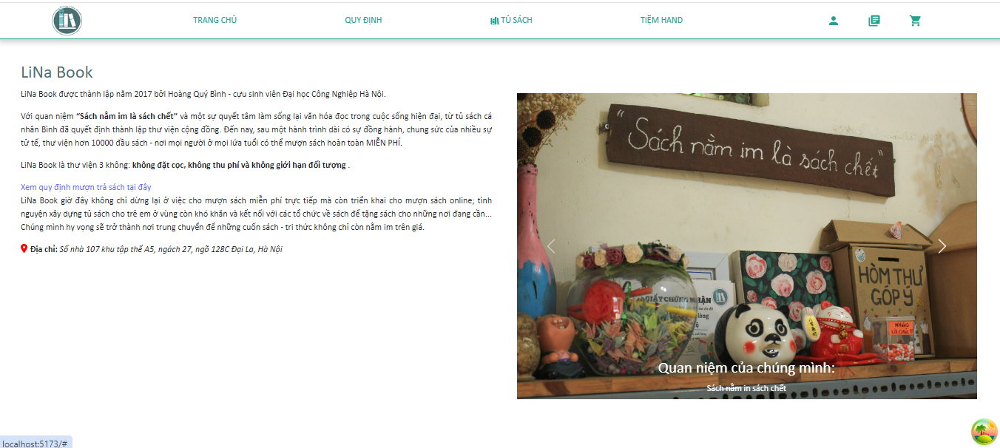 TRANG CHỦ
QUY ĐỊNH
TỦ SÁCH
TIỆM HAND
LiNa Book
LiNa Book được thành lập năm 2017 bởi Hoàng Quý Bình - cựu sinh viên Đại học Công Nghiệp Hà Nội.
Với quan niệm “Sách nằm im là sách chết” và một sự quyết tâm làm sống lại văn hóa đọc trong cuộc sống hiện đại, từ tủ sách cá
nhân Bình đã quyết định thành lập thư viện cộng đồng. Đến nay, sau một hành trình dài có sự đồng hành, chung sức của nhiều sự
tử tế, thư viện hơn 10000 đầu sách - nơi mọi người ở mọi lứa tuổi có thể mượn sách hoàn toàn MIỄN PHÍ.
LiNa Book là thư viện 3 không: không đặt cọc, không thu phí và không giới hạn đối tượng .
Xem quy định mượn trả sách tại đây
LiNa Book giờ đây không chỉ dừng lại ở việc cho mượn sách miễn phí trực tiếp mà còn triển khai cho mượn sách online; tình
nguyện xây dựng tủ sách cho trẻ em ở vùng còn khó khăn và kết nối với các tổ chức về sách để tặng sách cho những nơi đang cần...
Chúng mình hy vọng sẽ trở thành nơi trung chuyển để những cuốn sách - tri thức không chỉ còn nằm im trên giá.
Địa chỉ: Số nhà 107 khu tập thể A5, ngách 27, ngõ 128C Đại La, Hà Nội
“Sách nằm im là sách chết”
HÒM THƯ
GÓP Ý
GIẤY CHỨNG NHẬN
NHỮNG
LỜI CHÚC
Quan niệm của chúng mình:
Sách nằm in sách chết
localhost:5173/#